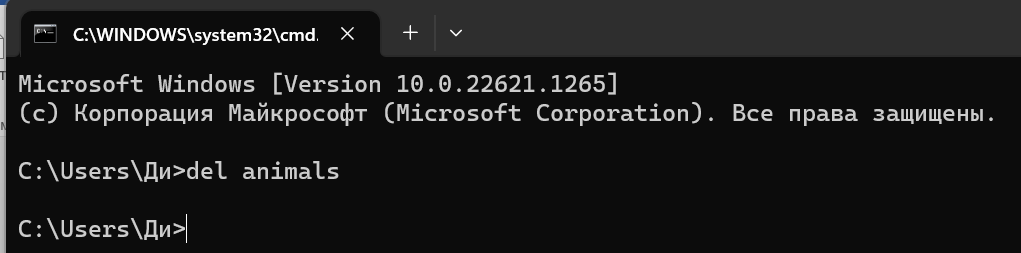 C:\WINDOWS\system32\cmd.
Microsoft Windows [Version 10.0.22621.1265]
(c) Корпорация Майкрософт (Microsoft Corporation). Все права защищены.
C:\Users\Ди>del animals
C:\Users\Ди>